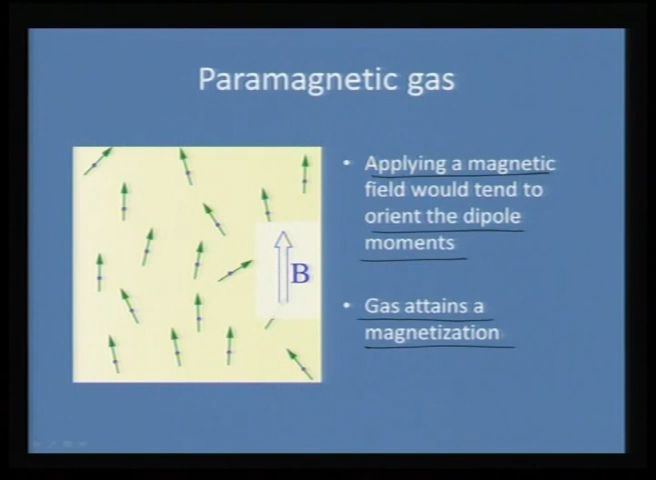 Paramagnetic gas
• Applying a magnetic
field would tend to
orient the dipole
moments
• Gas attains a
magnetization
B